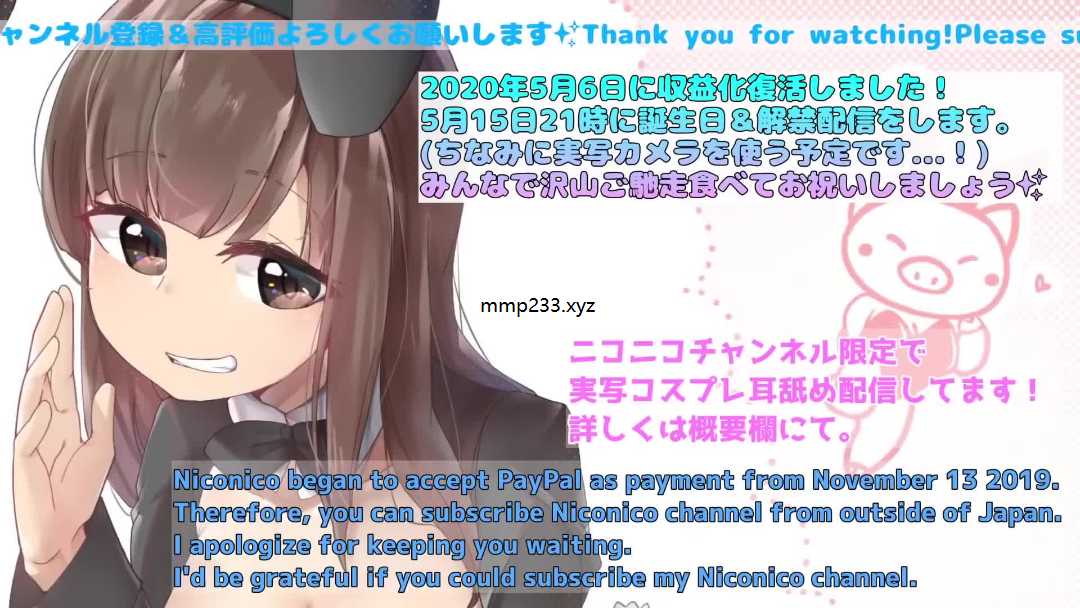 ャンネル登録＆高評価よろしくお願いします✨Thank you for watching!Please su
2020年5月6日に収益化復活しました！
5月15日21時に誕生日＆解禁配信をします。
(ちなみに実写カメラを使う予定です...！)
みんなで沢山ご馳走食べてお祝いしましょう✨
mmp233.xyz
ニコニコチャンネル限定で
実写コスプレ耳舐め配信してます！
詳しくは概要欄にて。
Niconico began to accept PayPal as payment from November 13 2019.
Therefore, you can subscribe Niconico channel from outside of Japan.
I apologize for keeping you waiting.
I'd be grateful if you could subscribe my Niconico channel.